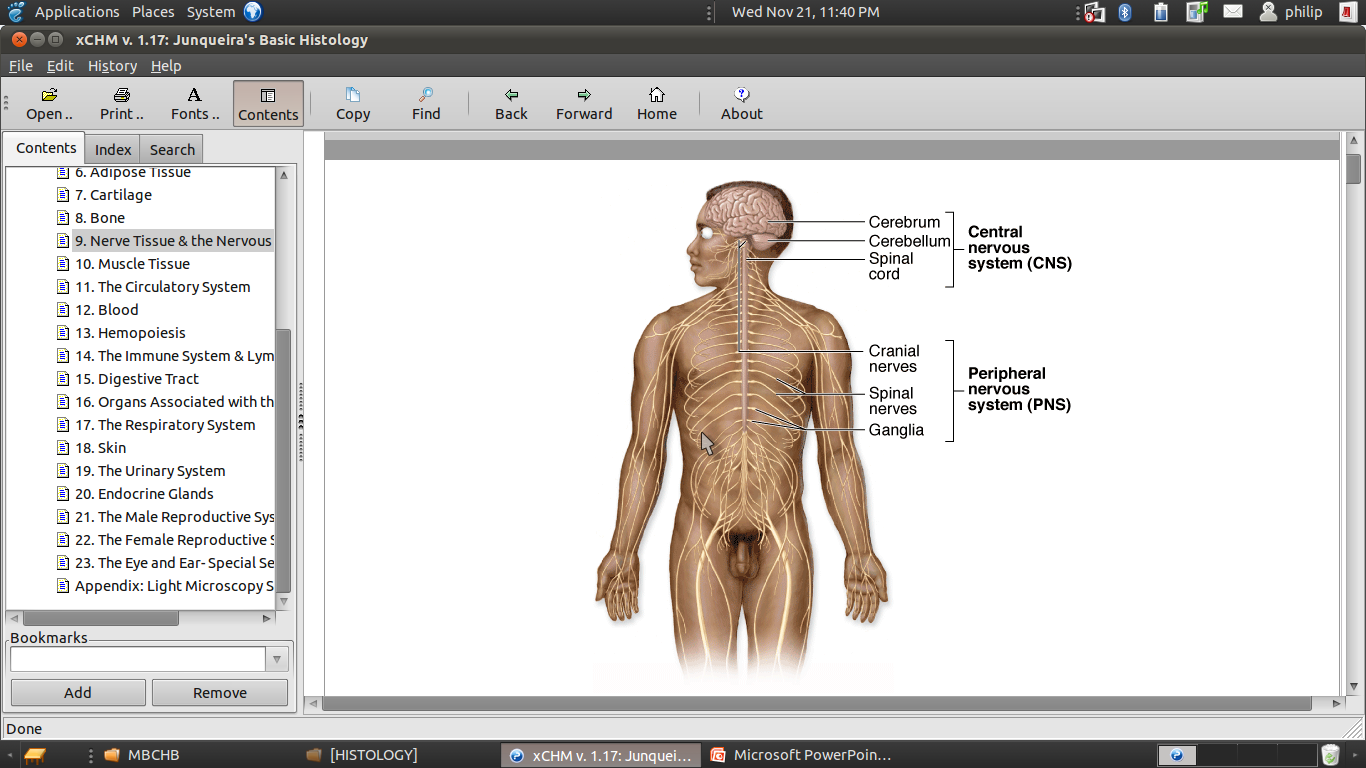 Applications Places System
Wed Nov 21, 11:40 PM
philip
xCHM v. 1.17: Junqueira's Basic Histology
File Edit History Help
Open .. Print .. Fonts .. Contents Copy Find Back Forward Home About
Contents Index Search
6. Adipose Tissue
7. Cartilage
8. Bone
9. Nerve Tissue & the Nervous
10. Muscle Tissue
11. The Circulatory System
12. Blood
13. Hemopoiesis
14. The Immune System & Lym
15. Digestive Tract
16. Organs Associated with th
17. The Respiratory System
18. Skin
19. The Urinary System
20. Endocrine Glands
21. The Male Reproductive Sys
22. The Female Reproductive S
23. The Eye and Ear- Special Se
Appendix: Light Microscopy S
Bookmarks
Add Remove
Cerebrum
Cerebellum
Spinal
cord
Central
nervous
system (CNS)
Cranial
nerves
Spinal
nerves
Ganglia
Peripheral
nervous
system (PNS)
Done
MBCHB
[HISTOLOGY]
xCHM v. 1.17: Junquei...
Microsoft PowerPoin...